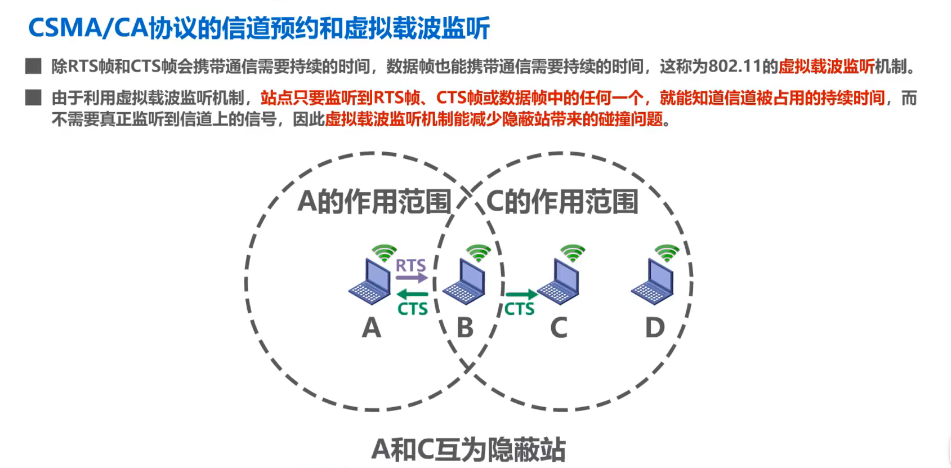 CSMA/CA协议的信道预约和虚拟载波监听
除RTS帧和CTS帧会携带通信需要持续的时间，数据帧也能携带通信需要持续的时间，这称为802.11的虚拟载波监听机制。
由于利用虚拟载波监听机制，站点只要监听到RTS帧、CTS帧或数据帧中的任何一个，就能知道信道被占用的持续时间，而
不需要真正监听到信道上的信号，因此虚拟载波监听机制能减少隐蔽站带来的碰撞问题。
A的作用范围 C的作用范围
RTS
CTS CTS
A B C D
A和C互为隐蔽站